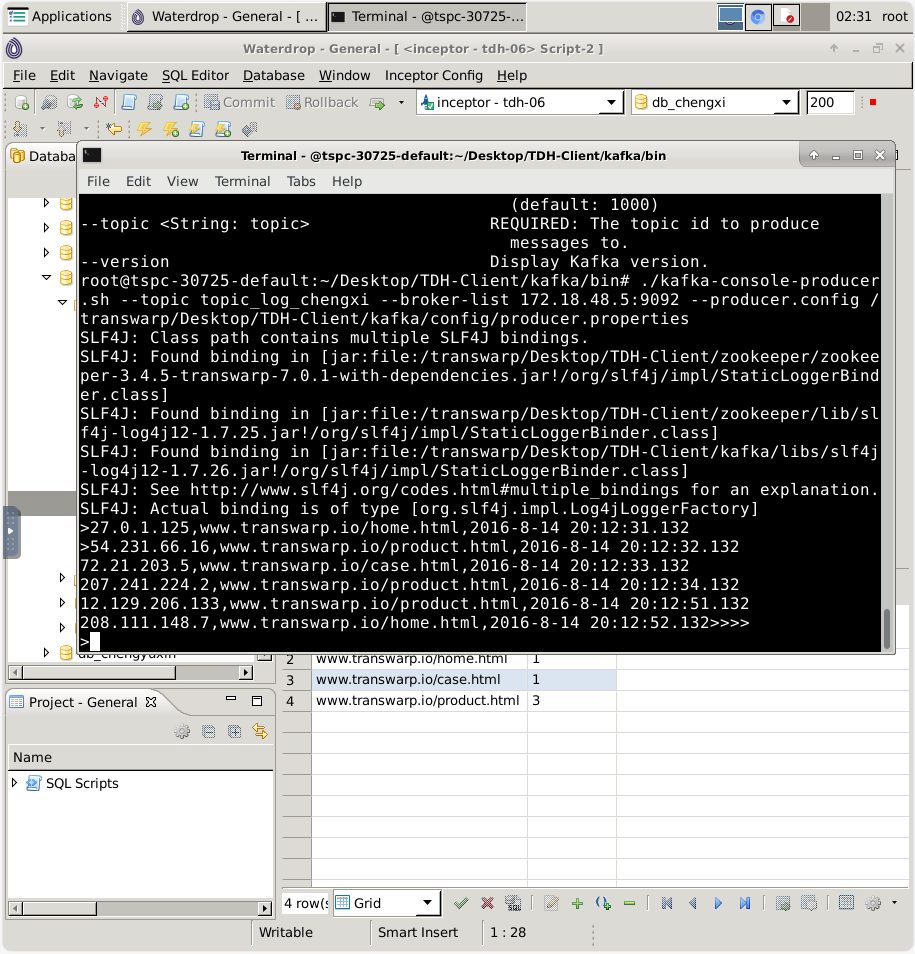 Applications
Waterdrop - General - [ ...
Terminal - @tspc-30725-...
02:31 root
Waterdrop - General - [ <inceptor - tdh-06> Script-2 ]
File Edit Navigate SQL Editor Database Window Inceptor Config Help
Commit Rollback inceptor - tdh-06 db_chengxi 200
Databa
Terminal - @tspc-30725-default:~/Desktop/TDH-Client/kafka/bin
File Edit View Terminal Tabs Help
(default: 1000)
--topic <String: topic> REQUIRED: The topic id to produce
messages to.
--version Display Kafka version.
root@tspc-30725-default:~/Desktop/TDH-Client/kafka/bin# ./kafka-console-producer
.sh --topic topic_log_chengxi --broker-list 172.18.48.5:9092 --producer.config /
transwarp/Desktop/TDH-Client/kafka/config/producer.properties
SLF4J: Class path contains multiple SLF4J bindings.
SLF4J: Found binding in [jar:file:/transwarp/Desktop/TDH-Client/zookeeper/zookee
per-3.4.5-transwarp-7.0.1-with-dependencies.jar!/org/slf4j/impl/StaticLoggerBind
er.class]
SLF4J: Found binding in [jar:file:/transwarp/Desktop/TDH-Client/zookeeper/lib/sl
f4j-log4j12-1.7.25.jar!/org/slf4j/impl/StaticLoggerBinder.class]
SLF4J: Found binding in [jar:file:/transwarp/Desktop/TDH-Client/kafka/libs/slf4j
-log4j12-1.7.26.jar!/org/slf4j/impl/StaticLoggerBinder.class]
SLF4J: See http://www.slf4j.org/codes.html#multiple_bindings for an explanation.
SLF4J: Actual binding is of type [org.slf4j.impl.Log4jLoggerFactory]
>27.0.1.125,www.transwarp.io/home.html,2016-8-14 20:12:31.132
>54.231.66.16,www.transwarp.io/product.html,2016-8-14 20:12:32.132
72.21.203.5,www.transwarp.io/case.html,2016-8-14 20:12:33.132
207.241.224.2,www.transwarp.io/product.html,2016-8-14 20:12:34.132
12.129.206.133,www.transwarp.io/product.html,2016-8-14 20:12:51.132
208.111.148.7,www.transwarp.io/home.html,2016-8-14 20:12:52.132>>>>
>
db_chengyuxin
2 www.transwarp.io/home.html 1
3 www.transwarp.io/case.html 1
4 www.transwarp.io/product.html 3
Project - General
Name
SQL Scripts
4 row(s Grid
Writable Smart Insert 1 : 28